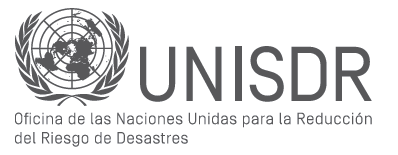 UNISDR
Oficina de las Naciones Unidas para la Reducción
del Riesgo de Desastres